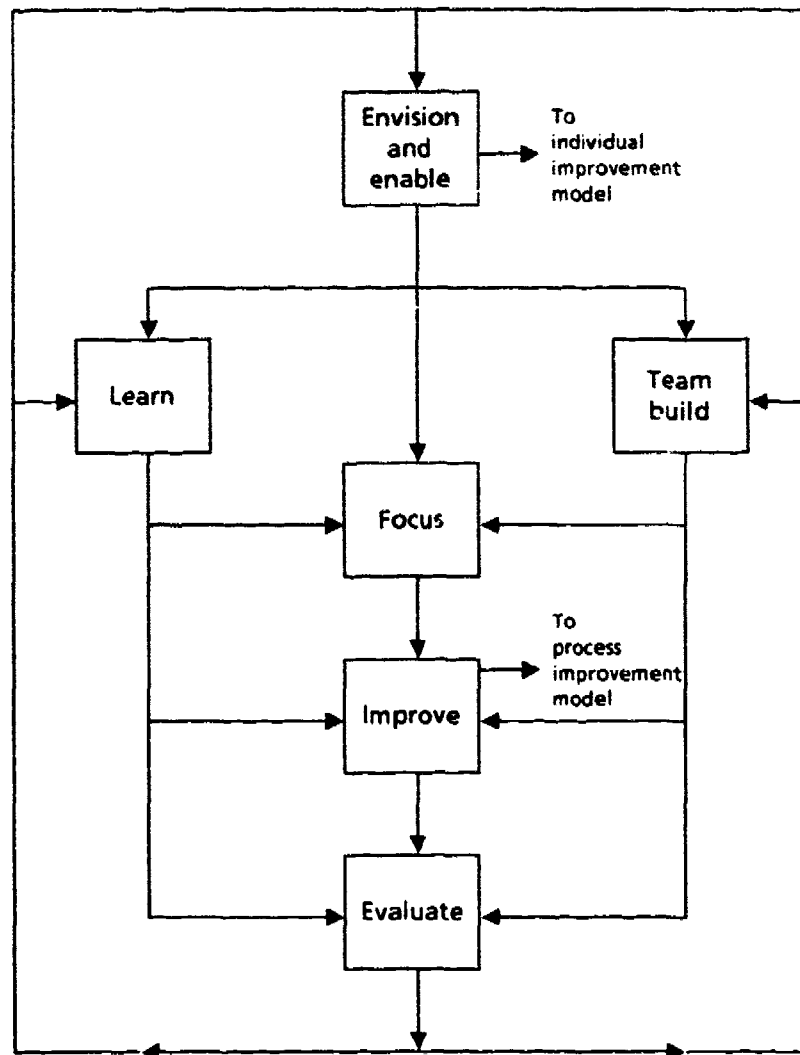 Envision
and
enable
To
individual
improvement
model
Learn
Team
build
Focus
To
process
improvement
model
Improve
Evaluate